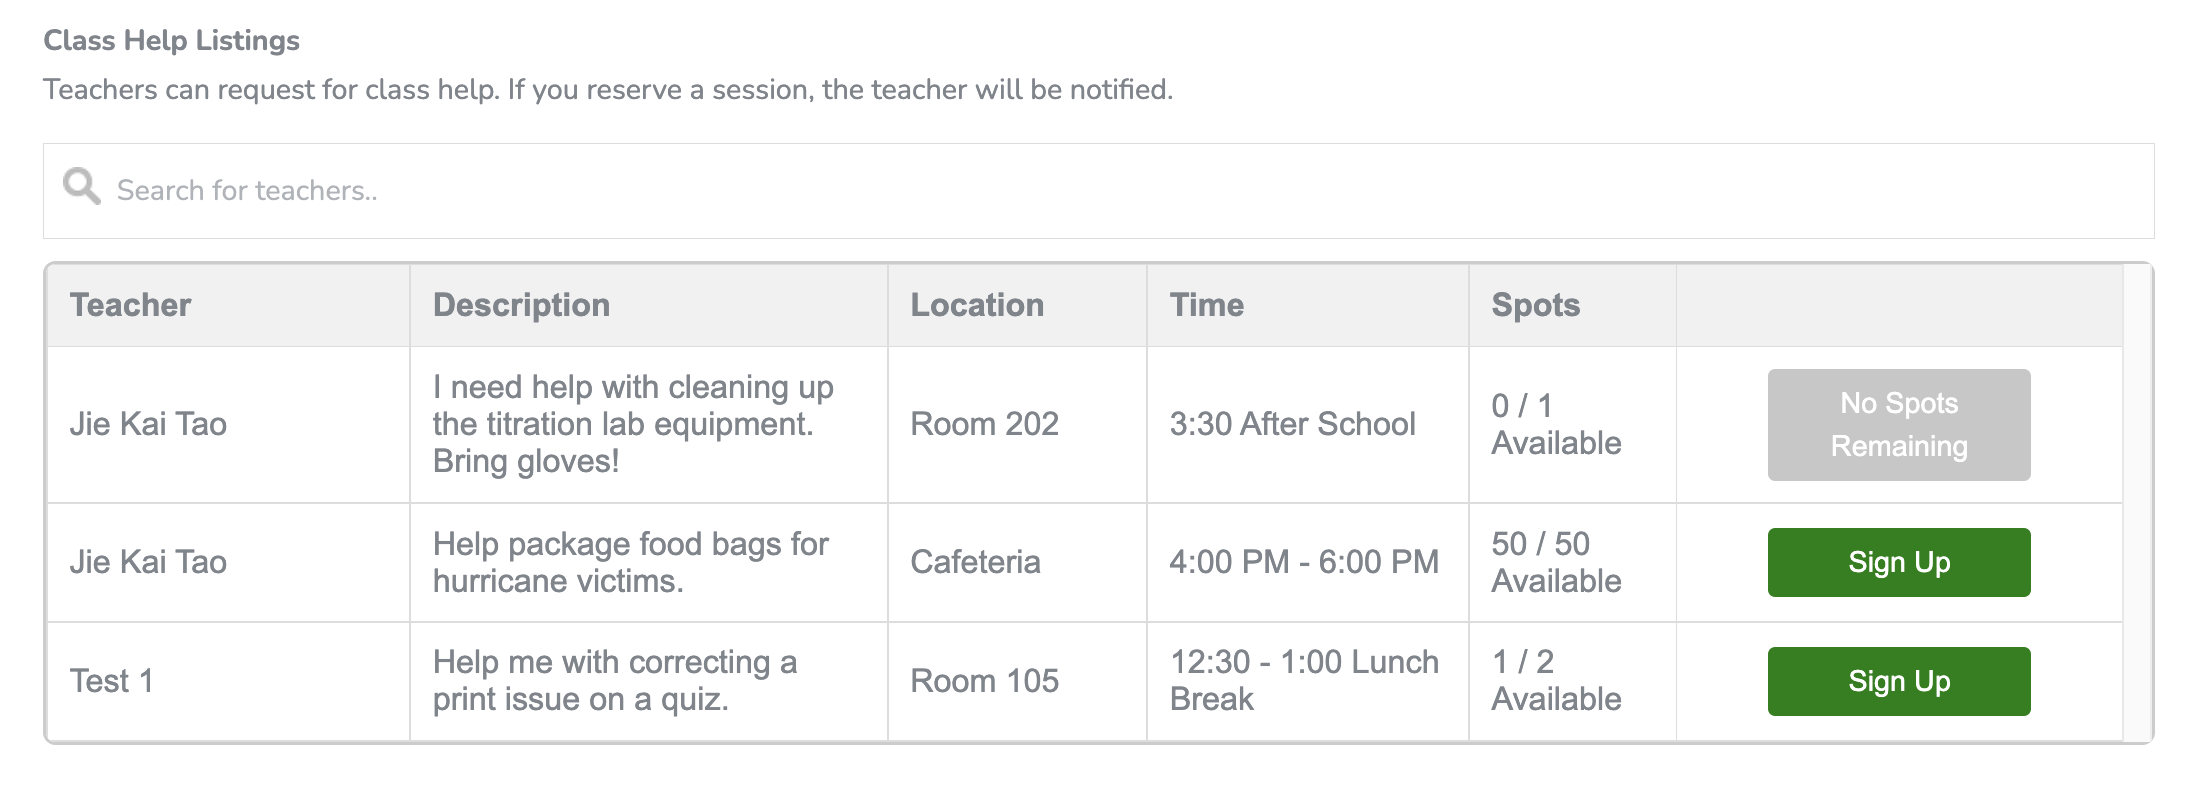 Class Help Listings
Teachers can request for class help. If you reserve a session, the teacher will be notified.
Search for teachers..
Teacher
Description
Location
Time
Spots
Jie Kai Tao
I need help with cleaning up
the titration lab equipment.
Bring gloves!
Room 202
3:30 After School
0 / 1
Available
No Spots
Remaining
Jie Kai Tao
Help package food bags for
hurricane victims.
Cafeteria
4:00 PM - 6:00 PM
50 / 50
Available
Sign Up
Test 1
Help me with correcting a
print issue on a quiz.
Room 105
12:30 - 1:00 Lunch
Break
1 / 2
Available
Sign Up